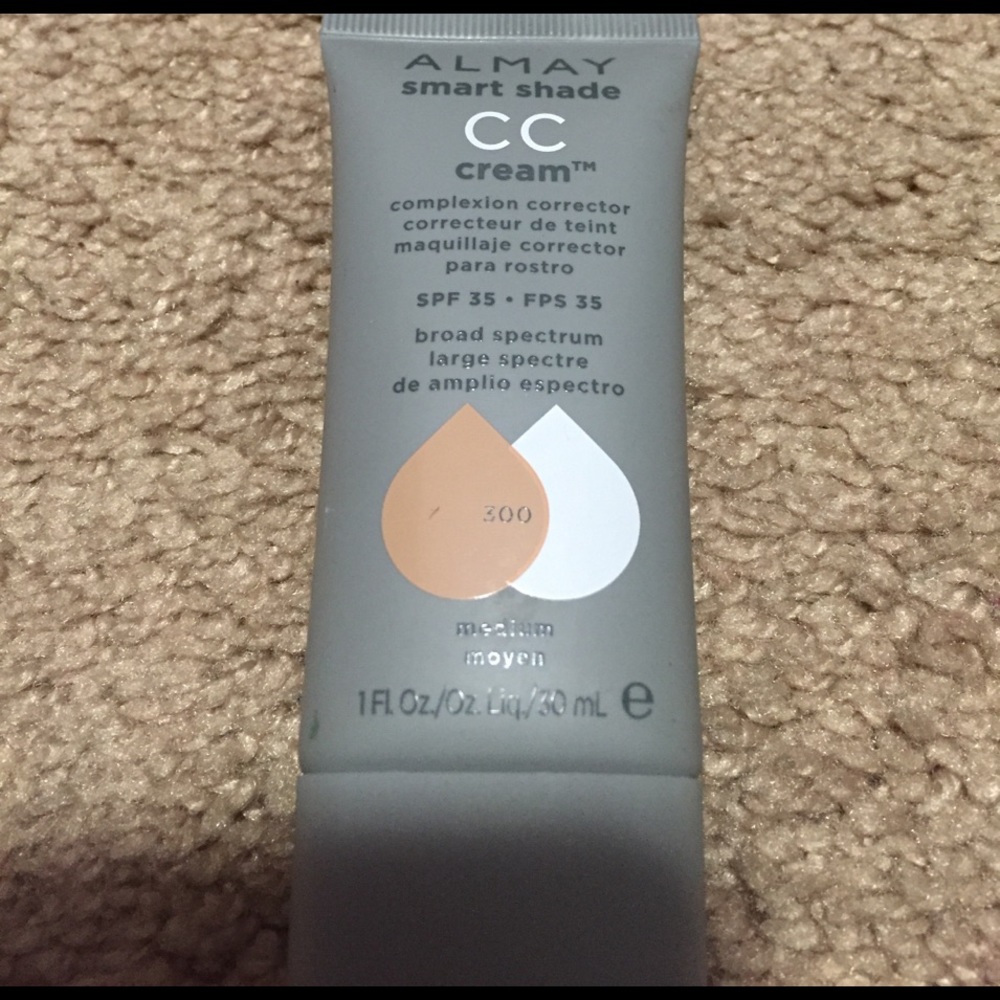 ALMAY
smart shade
CC
cream™
complexion corrector
correcteur de teint
maquillaje corrector
para rostro
SPF 35 • FPS 35
broad spectrum
large spectre
de amplio espectro
300
medium
moyen
1 Fl. Oz./Oz. Liq./30 mL e